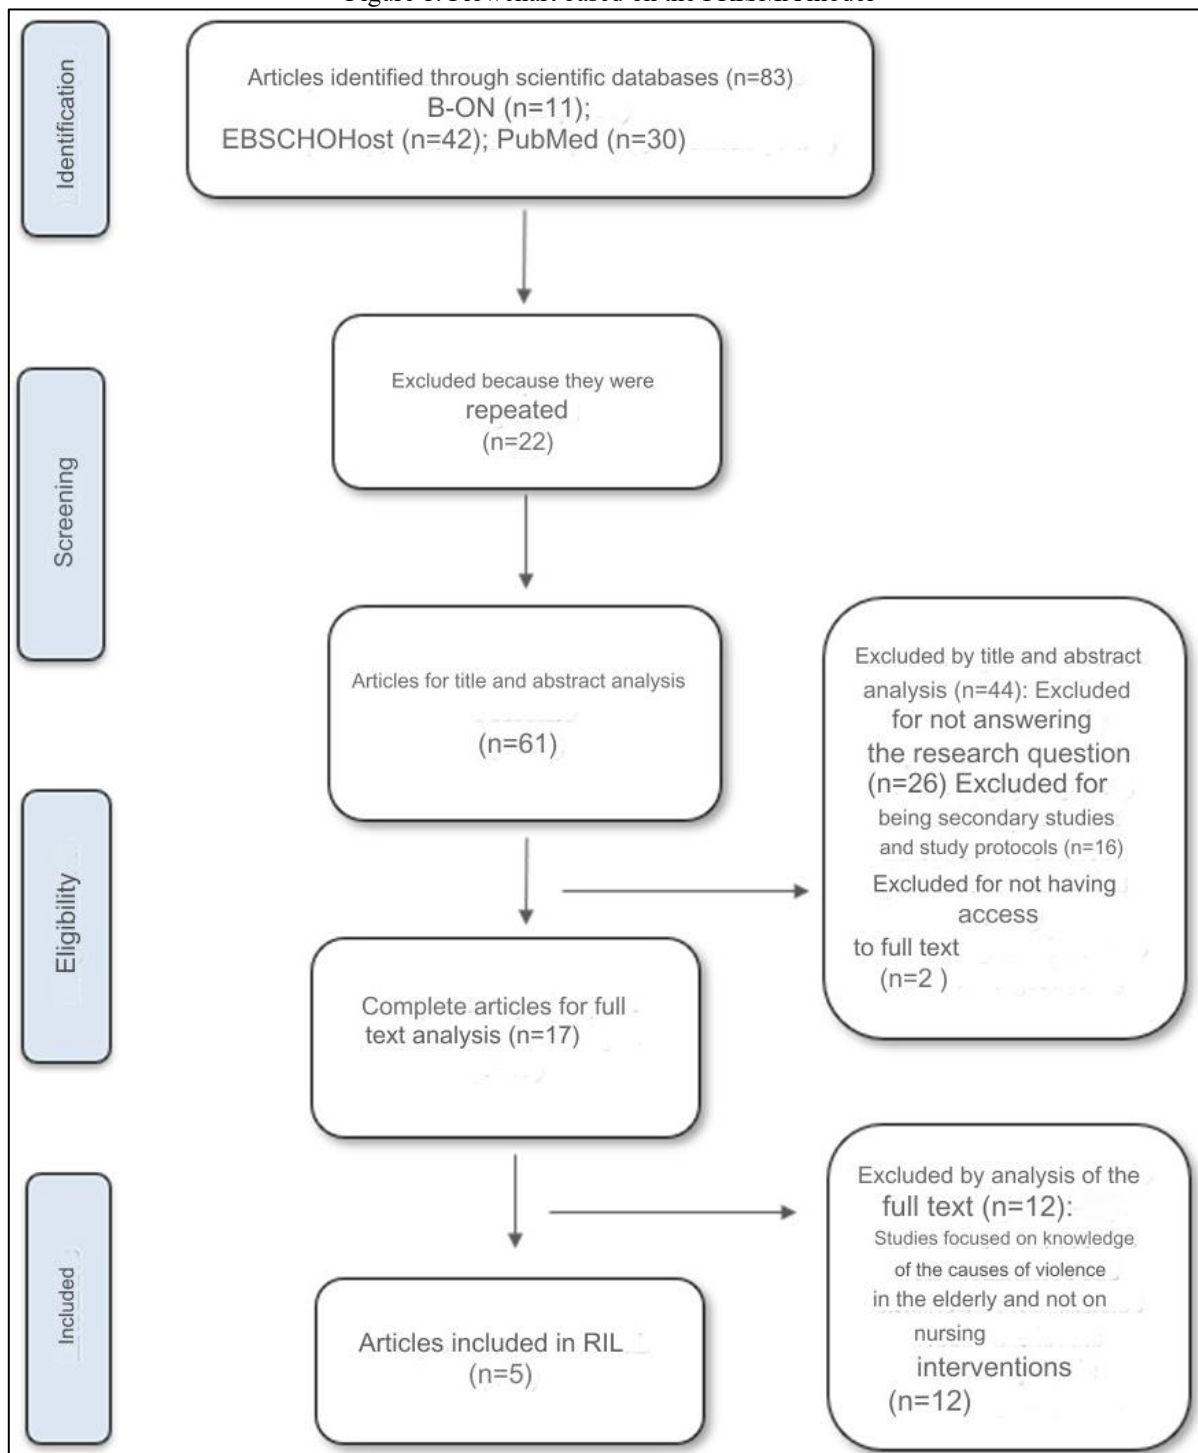 Identification
Articles identified through scientific databases (n=83)
B-ON (n=11);
EBSCHOHost (n=42); PubMed (n=30)
Screening
Excluded because they were
repeated
(n=22)
Articles for title and abstract analysis
(n=61)
Excluded by title and abstract
analysis (n=44): Excluded
for not answering
the research question
(n=26) Excluded for
being secondary studies
and study protocols (n=16)
Excluded for not having
access
to full text
(n=2 )
Eligibility
Complete articles for full
text analysis (n=17)
Excluded by analysis of the
full text (n=12):
Studies focused on knowledge
of the causes of violence
in the elderly and not on
nursing
interventions
(n=12)
Included
Articles included in RIL
(n=5)